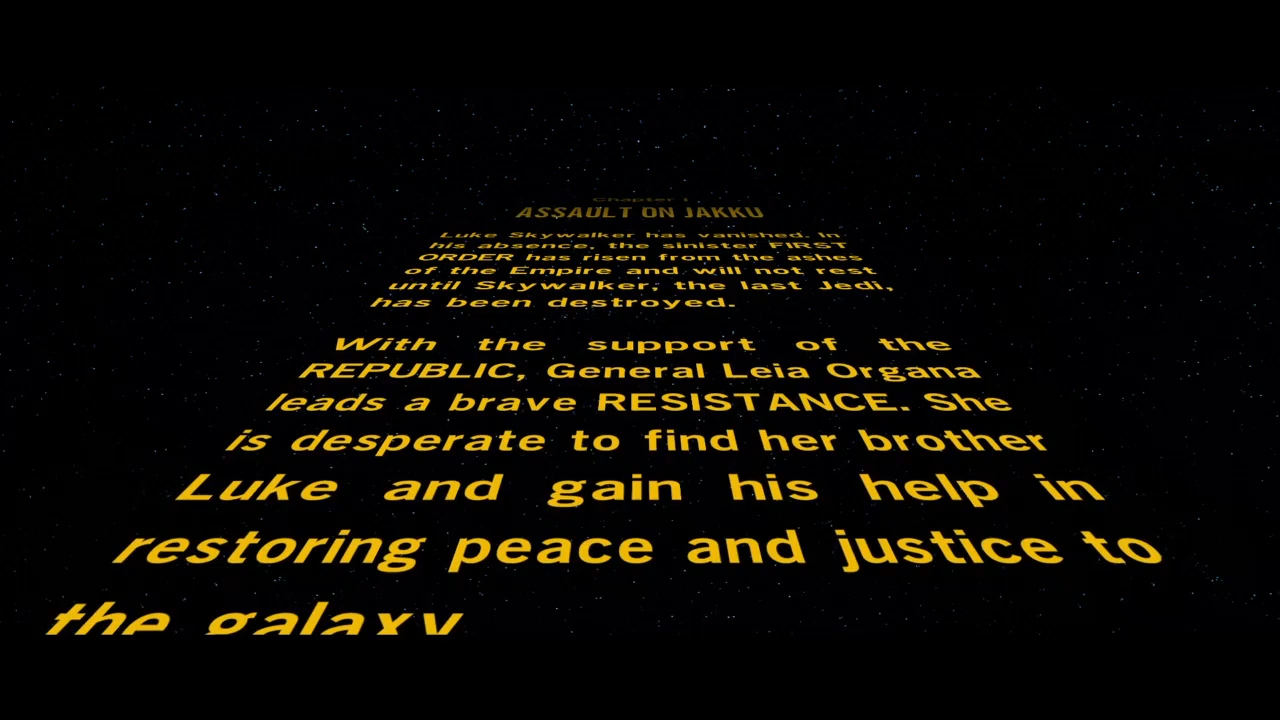 Chapter I
ASSAULT ON JAKKU
Luke Skywalker has vanished. In
his absence, the sinister FIRST
ORDER has risen from the ashes
of the Empire and will not rest
until Skywalker, the last Jedi,
has been destroyed.
With the support of the
REPUBLIC, General Leia Organa
leads a brave RESISTANCE. She
is desperate to find her brother
Luke and gain his help in
restoring peace and justice to
the galaxy